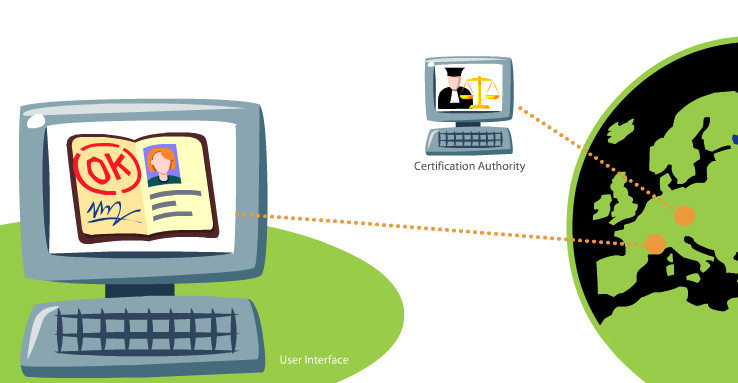 Certification Authority
OK
User Interface